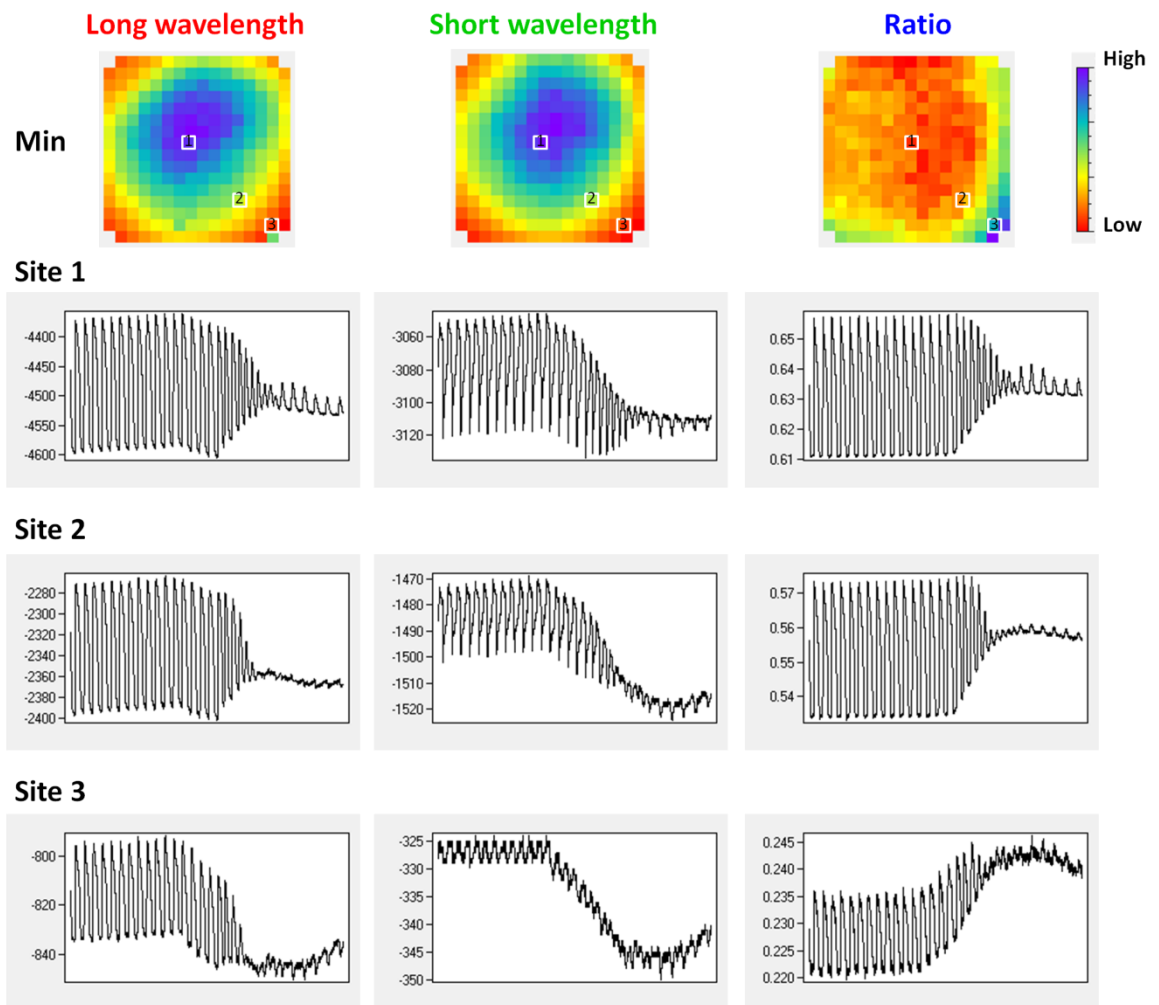 Long wavelength Short wavelength Ratio
High
Min
Low
1 1 1
2 2 2
3 3 3
Site 1
-4400 -3060 0.65
-4450 -3080 0.64
-4500 -3100 0.63
-4550 -3120 0.62
-4600 0.61
Site 2
-2280 -1470 0.57
-2300 -1480 0.56
-2320 -1490 0.55
-2340 -1500 0.54
-2360 -1510
-2380 -1520
-2400
Site 3
-800 -325 0.245
-820 -330 0.240
-840 -335 0.235
-340 0.230
-345 0.225
-350 0.220